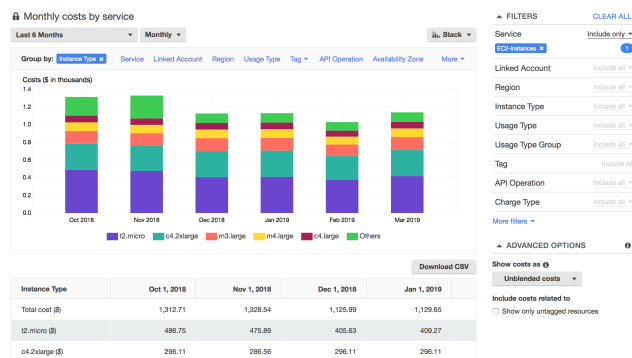 Monthly costs by service
Last 6 Months
Monthly
Stack
Group by: Instance Type × Service Linked Account Region Usage Type Tag API Operation Availability Zone More
Costs ($ in thousands)
1.4
1.2
1.0
0.8
0.6
0.4
0.2
0.0
Oct 2018 Nov 2018 Dec 2018 Jan 2019 Feb 2019 Mar 2019
t2.micro c4.2xlarge m3.large m4.large c4.large Others
Download CSV
Instance Type Oct 1, 2018 Nov 1, 2018 Dec 1, 2018 Jan 1, 2019
Total cost ($) 1,312.71 1,328.54 1,125.99 1,129.65
t2.micro ($) 486.75 475.89 405.63 409.27
c4.2xlarge ($) 296.11 286.56 296.11 296.11
FILTERS CLEAR ALL
Service Include only
EC2-Instances × 1
Linked Account Include all
Region Include all
Instance Type Include all
Usage Type Include all
Usage Type Group Include all
Tag Include Al
API Operation Include all
Charge Type Include all
More filters
ADVANCED OPTIONS
Show costs as
Unblended costs
Include costs related to
Show only untagged resources